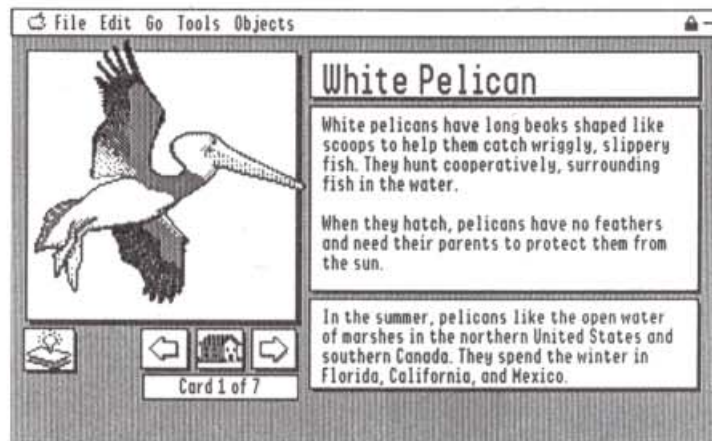 File Edit Go Tools Objects
White Pelican
White pelicans have long beaks shaped like
scoops to help them catch wriggly, slippery
fish. They hunt cooperatively, surrounding
fish in the water.
When they hatch, pelicans have no feathers
and need their parents to protect them from
the sun.
In the summer, pelicans like the open water
of marshes in the northern United States and
southern Canada. They spend the winter in
Florida, California, and Mexico.
Card 1 of 7